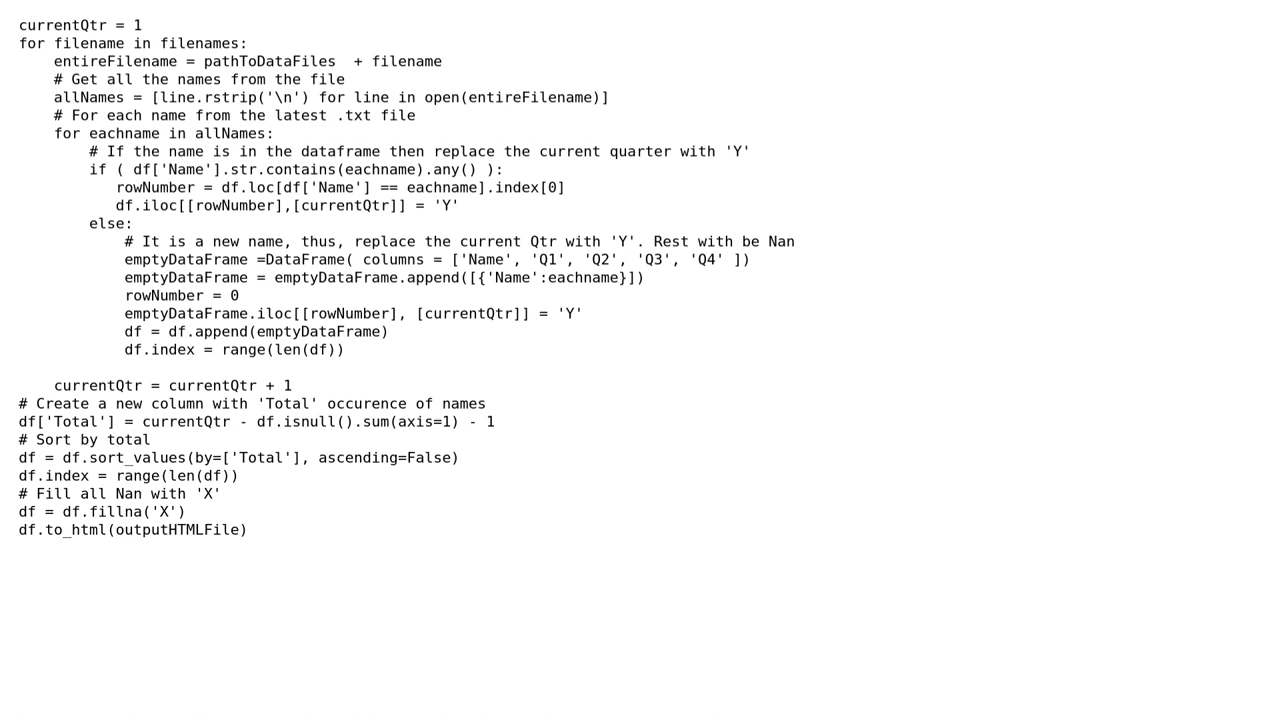 currentQtr = 1
for filename in filenames:
    entireFilename = pathToDataFiles  + filename
    # Get all the names from the file
    allNames = [line.rstrip('\n') for line in open(entireFilename)]
    # For each name from the latest .txt file
    for eachname in allNames:
        # If the name is in the dataframe then replace the current quarter with 'Y'
        if ( df['Name'].str.contains(eachname).any() ):
           rowNumber = df.loc[df['Name'] == eachname].index[0]
           df.iloc[[rowNumber],[currentQtr]] = 'Y'
        else:
            # It is a new name, thus, replace the current Qtr with 'Y'. Rest with be Nan
            emptyDataFrame =DataFrame( columns = ['Name', 'Q1', 'Q2', 'Q3', 'Q4' ])
            emptyDataFrame = emptyDataFrame.append([{'Name':eachname}])
            rowNumber = 0
            emptyDataFrame.iloc[[rowNumber], [currentQtr]] = 'Y'
            df = df.append(emptyDataFrame)
            df.index = range(len(df))

    currentQtr = currentQtr + 1
# Create a new column with 'Total' occurence of names
df['Total'] = currentQtr - df.isnull().sum(axis=1) - 1
# Sort by total
df = df.sort_values(by=['Total'], ascending=False)
df.index = range(len(df))
# Fill all Nan with 'X'
df = df.fillna('X')
df.to_html(outputHTMLFile)